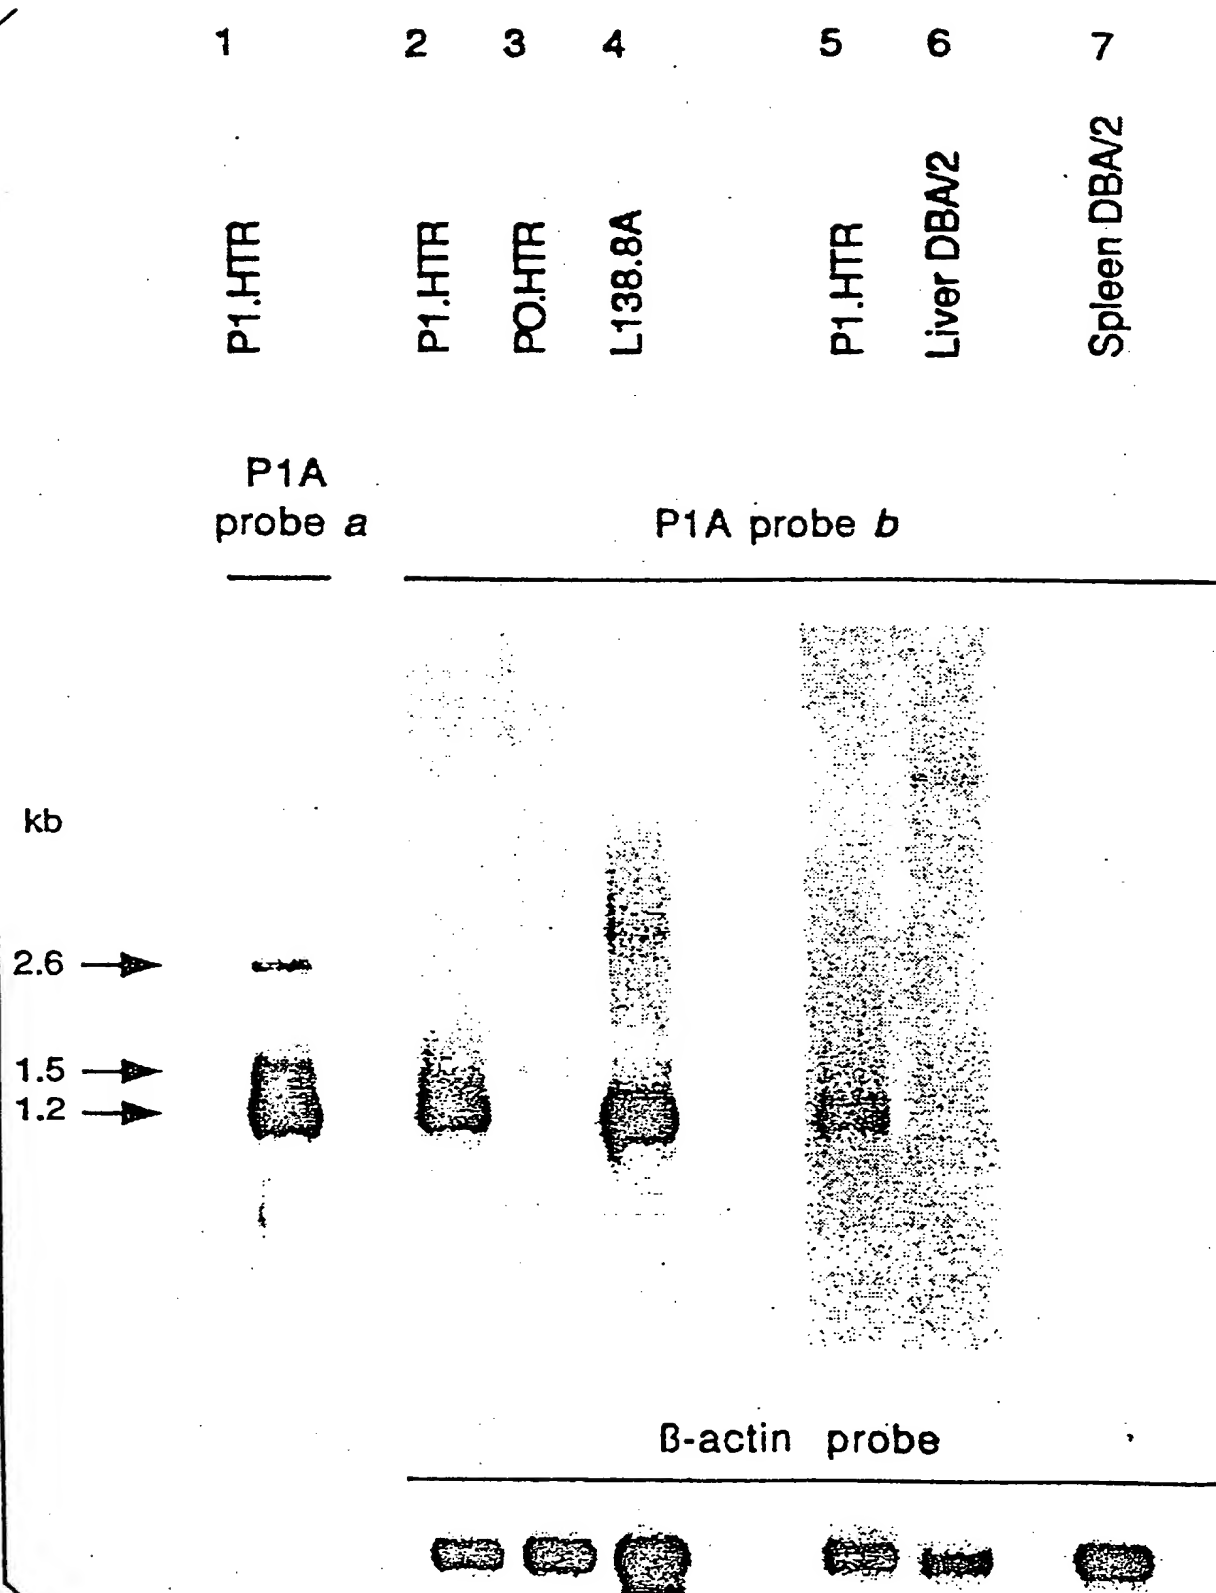 1 2 3 4 5 6 7
P1.HTR
P1.HTR
PO.HTR
L138.8A
P1.HTR
Liver DBA/2
Spleen DBA/2
P1A
probe a
P1A probe b
kb
2.6
1.5
1.2
ß-actin probe